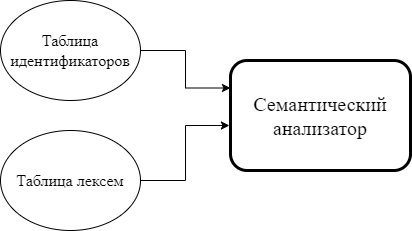 Таблица
идентификаторов
Семантический
анализатор
Таблица лексем